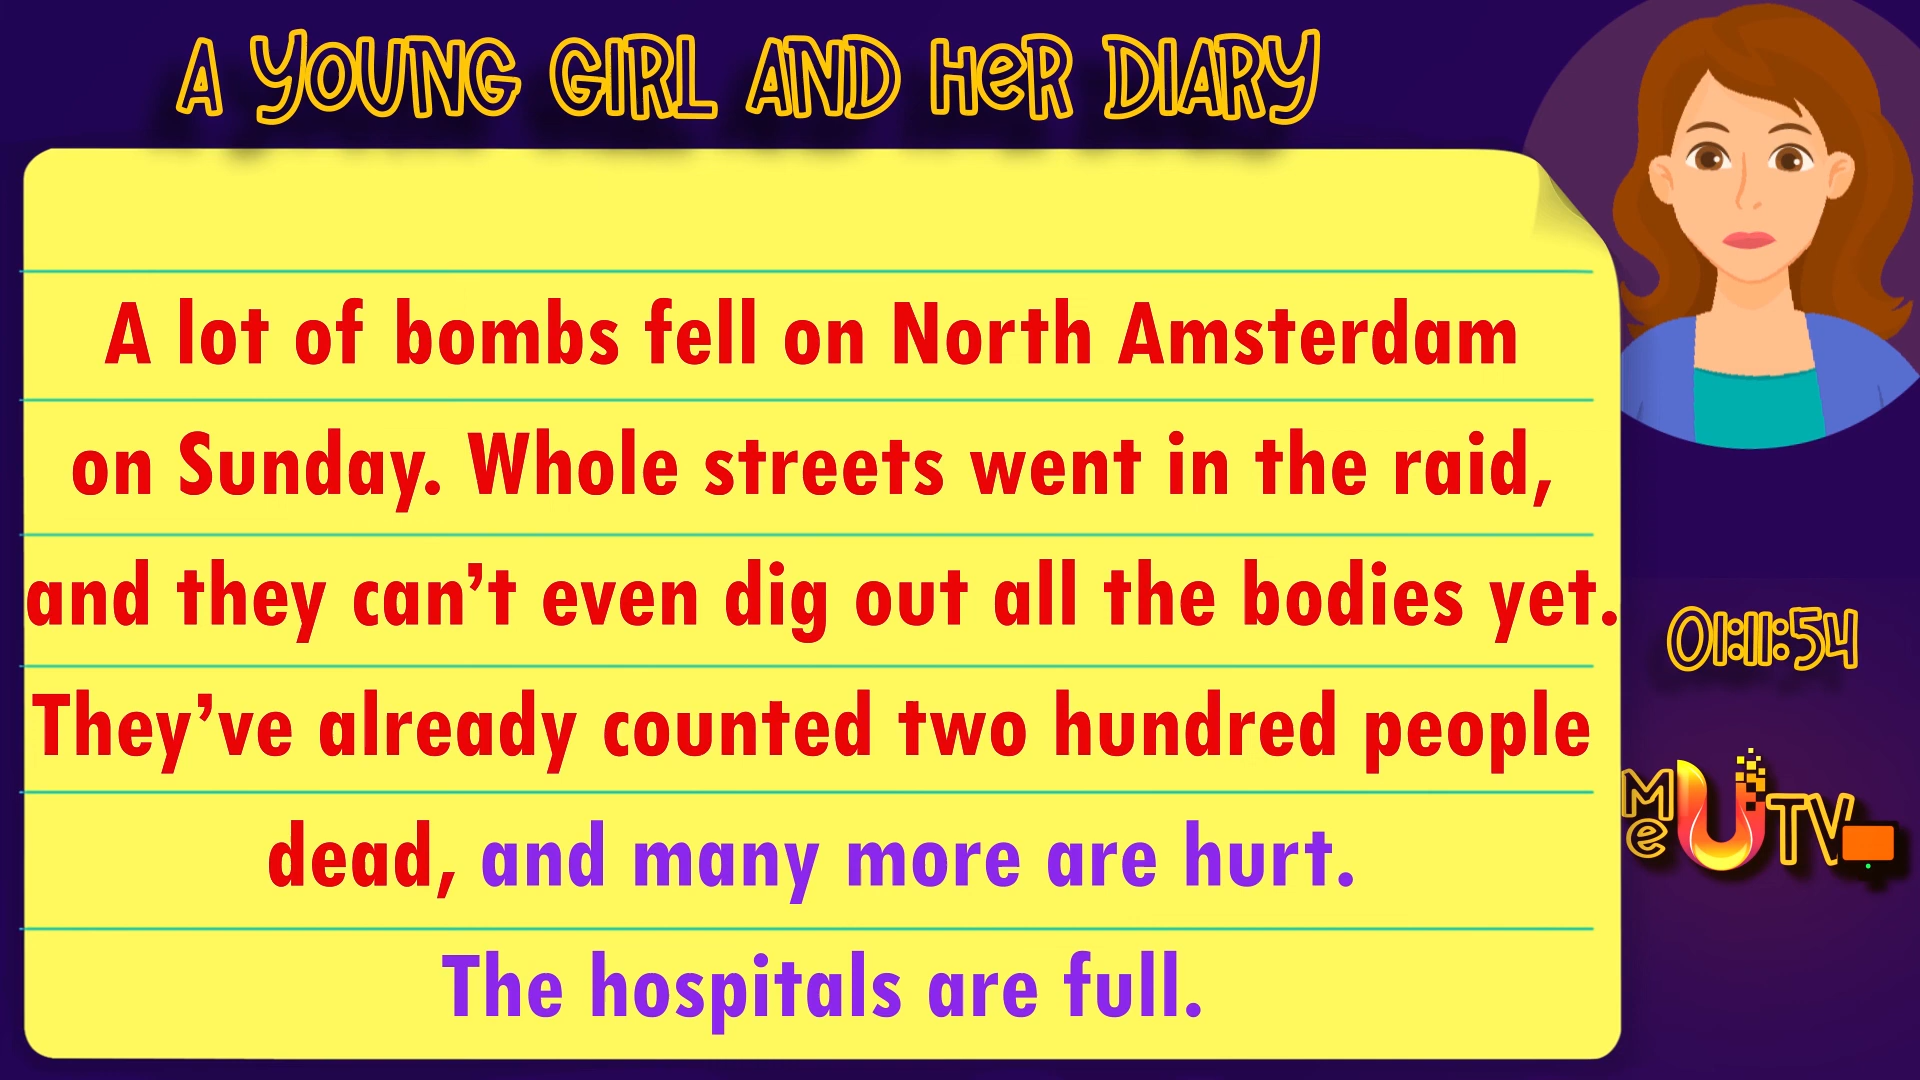 A YOUNG GIRL AND HeR DIARY
A lot of bombs fell on North Amsterdam
on Sunday. Whole streets went in the raid,
and they can’t even dig out all the bodies yet.
They’ve already counted two hundred people
dead, and many more are hurt.
The hospitals are full.
01:11:54
Me U TV